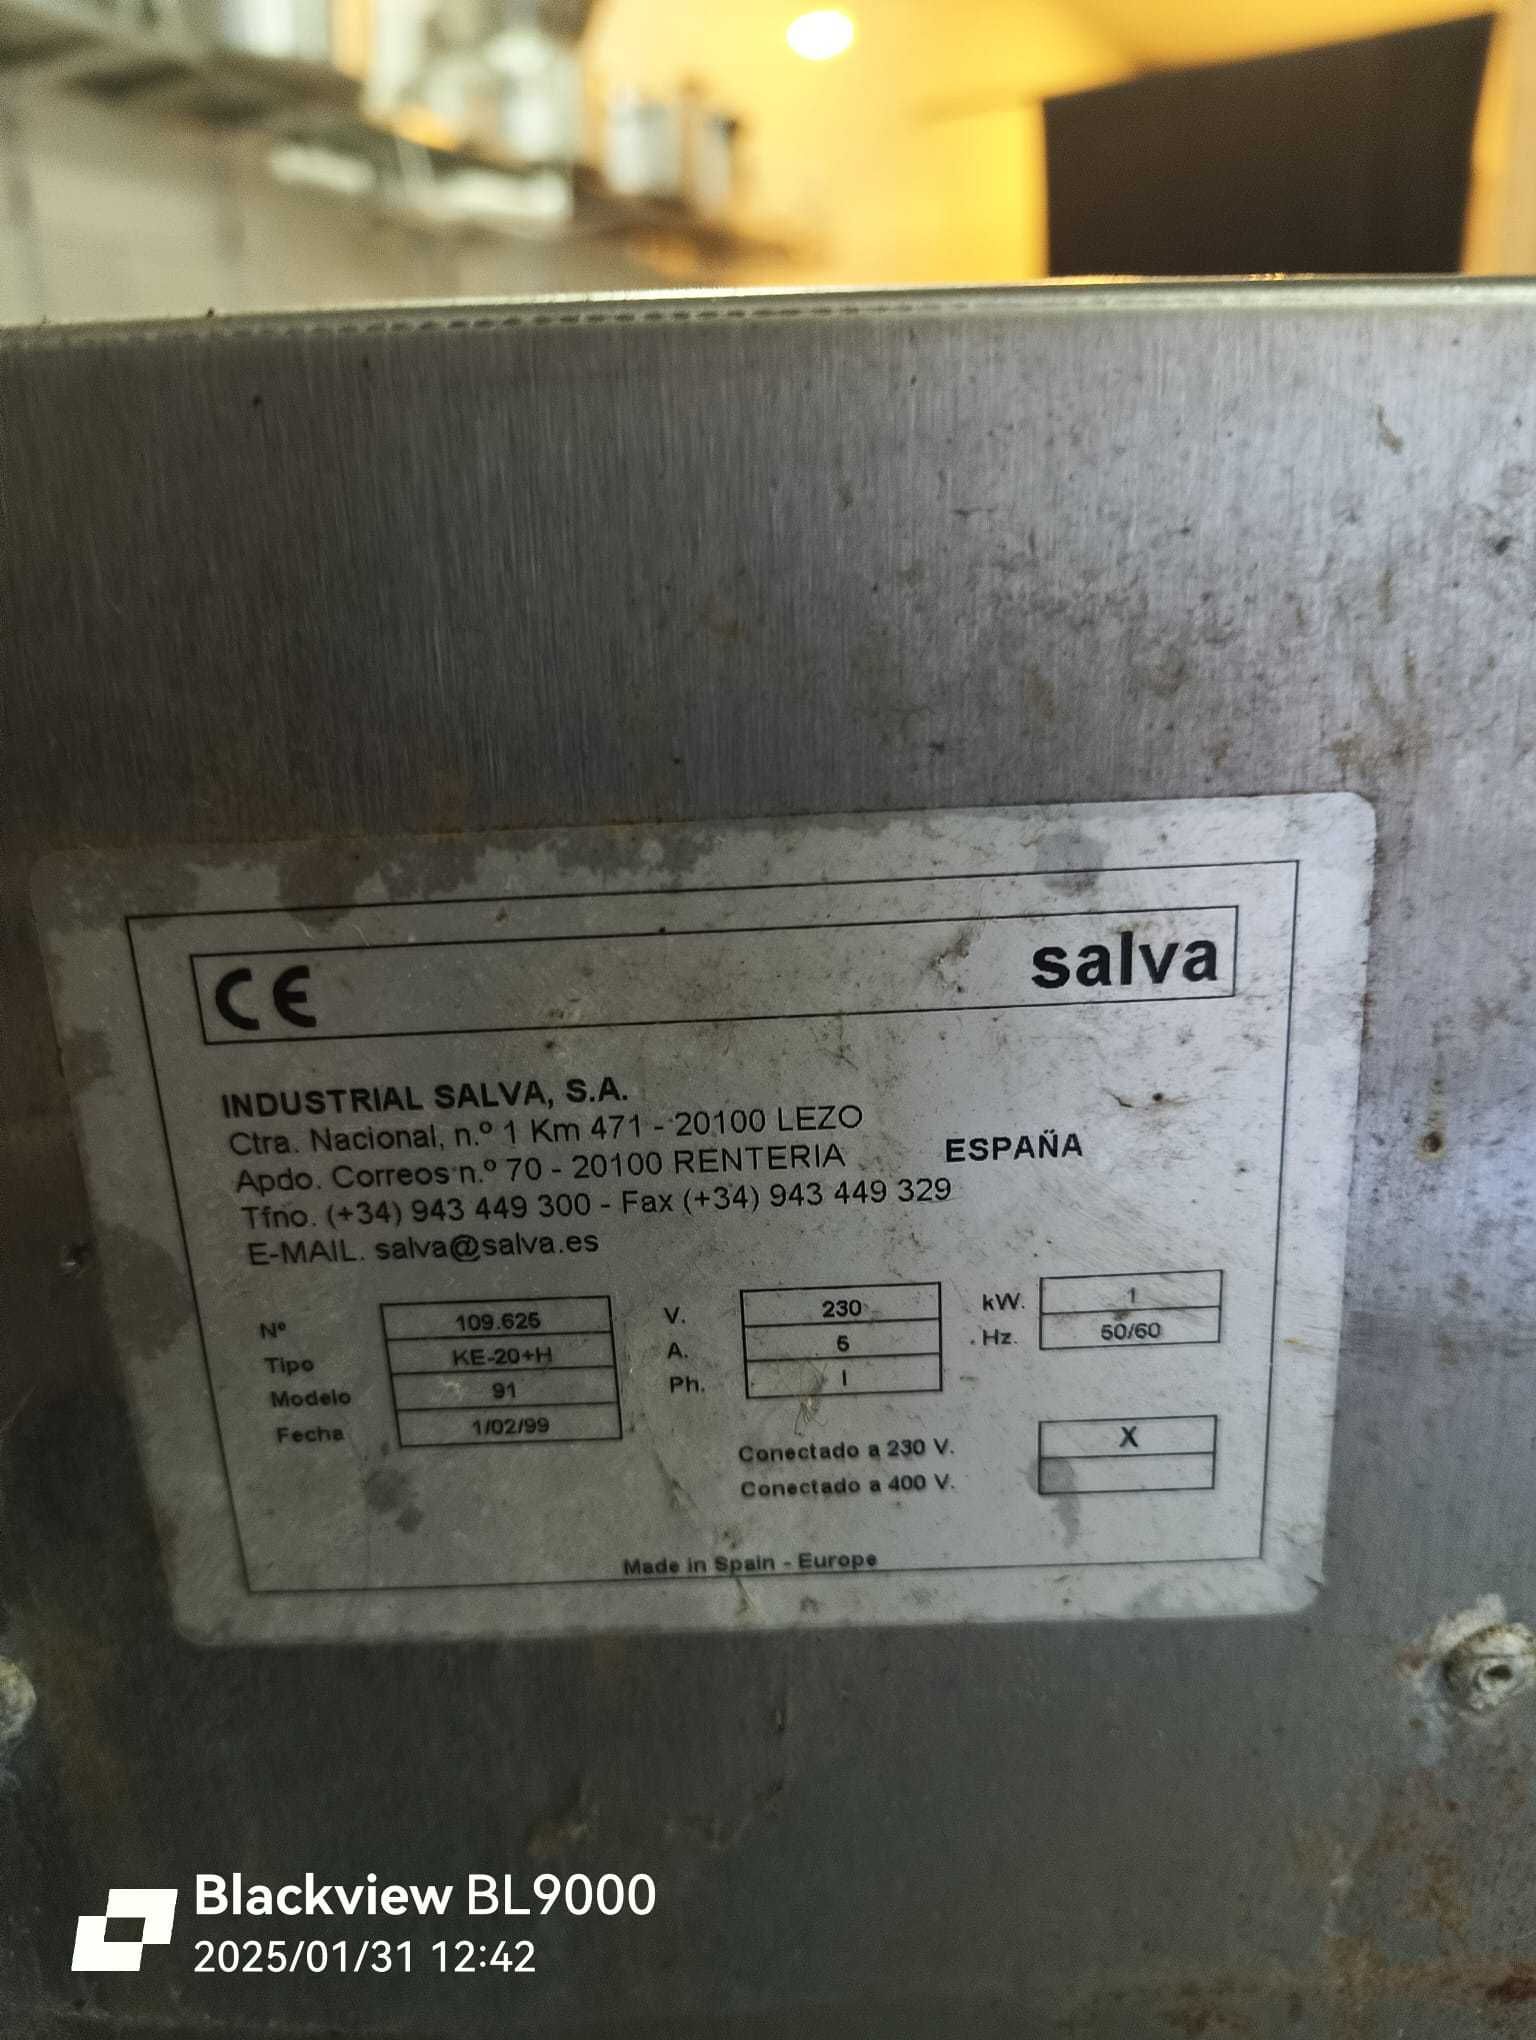 CE salva
INDUSTRIAL SALVA, S.A.
Ctra. Nacional, n.º 1 Km 471 - 20100 LEZO
Apdo. Correos n.º 70 - 20100 RENTERIA ESPAÑA
Tfno. (+34) 943 449 300 - Fax (+34) 943 449 329
E-MAIL. salva@salva.es
Nº 109.625 V. 230 kW. 1
Tipo KE-20+H A. 5 Hz. 50/60
Modelo 91 Ph. I
Fecha 1/02/99
Conectado a 230 V. X
Conectado a 400 V.
Made in Spain - Europe
Blackview BL9000
2025/01/31 12:42